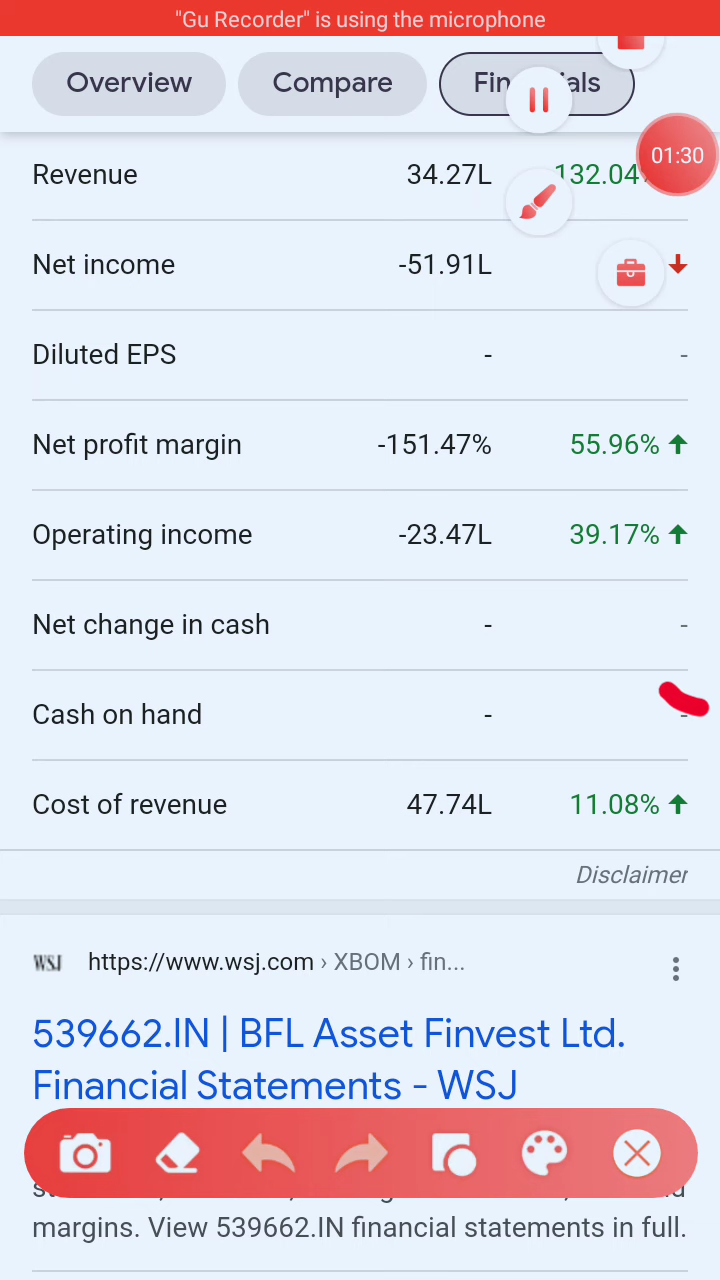 "Gu Recorder" is using the microphone
Overview Compare
01:30
Revenue 34.27L 132.04
Net income -51.91L
Diluted EPS - -
Net profit margin -151.47% 55.96%
Operating income -23.47L 39.17%
Net change in cash - -
Cash on hand - -
Cost of revenue 47.74L 11.08%
Disclaimer
WSJ https://www.wsj.com › XBOM › fin...
539662.IN | BFL Asset Finvest Ltd.
Financial Statements - WSJ
margins. View 539662.IN financial statements in full.